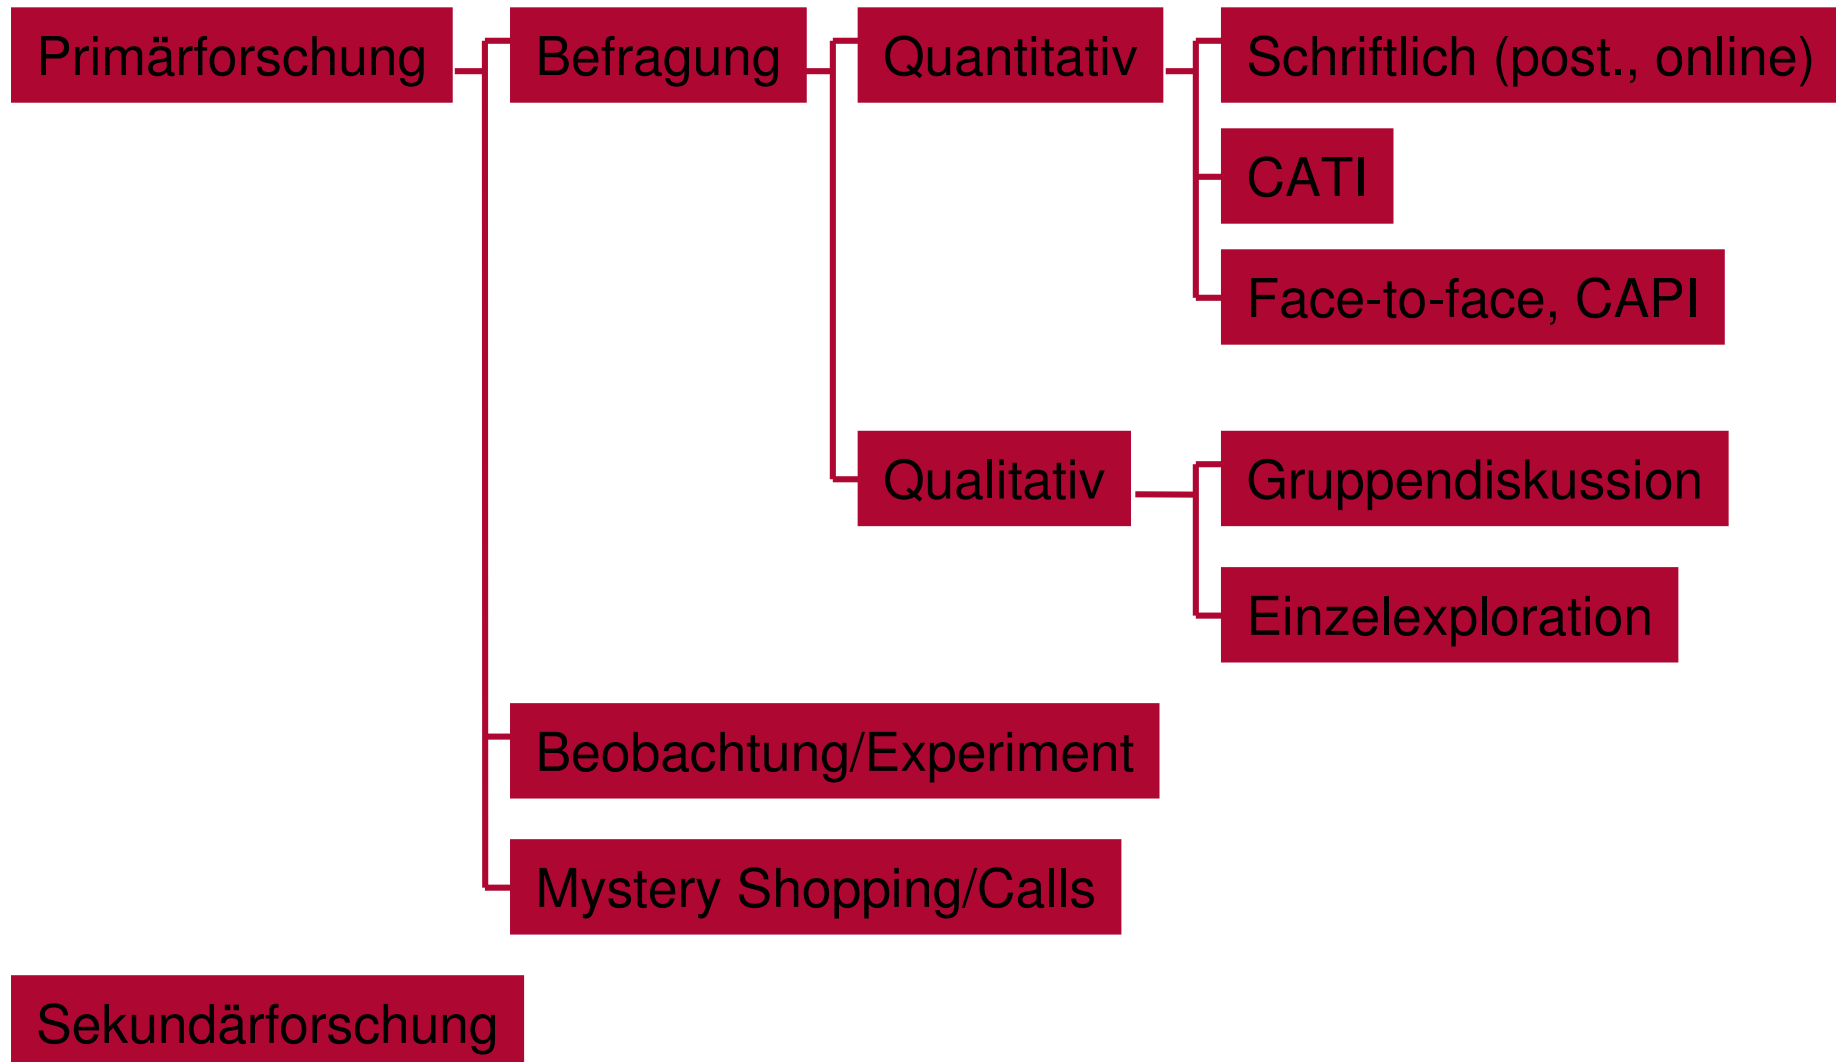 Primärforschung
Befragung
Quantitativ
Schriftlich (post., online)
CATI
Face-to-face, CAPI
Qualitativ
Gruppendiskussion
Einzelexploration
Beobachtung/Experiment
Mystery Shopping/Calls
Sekundärforschung